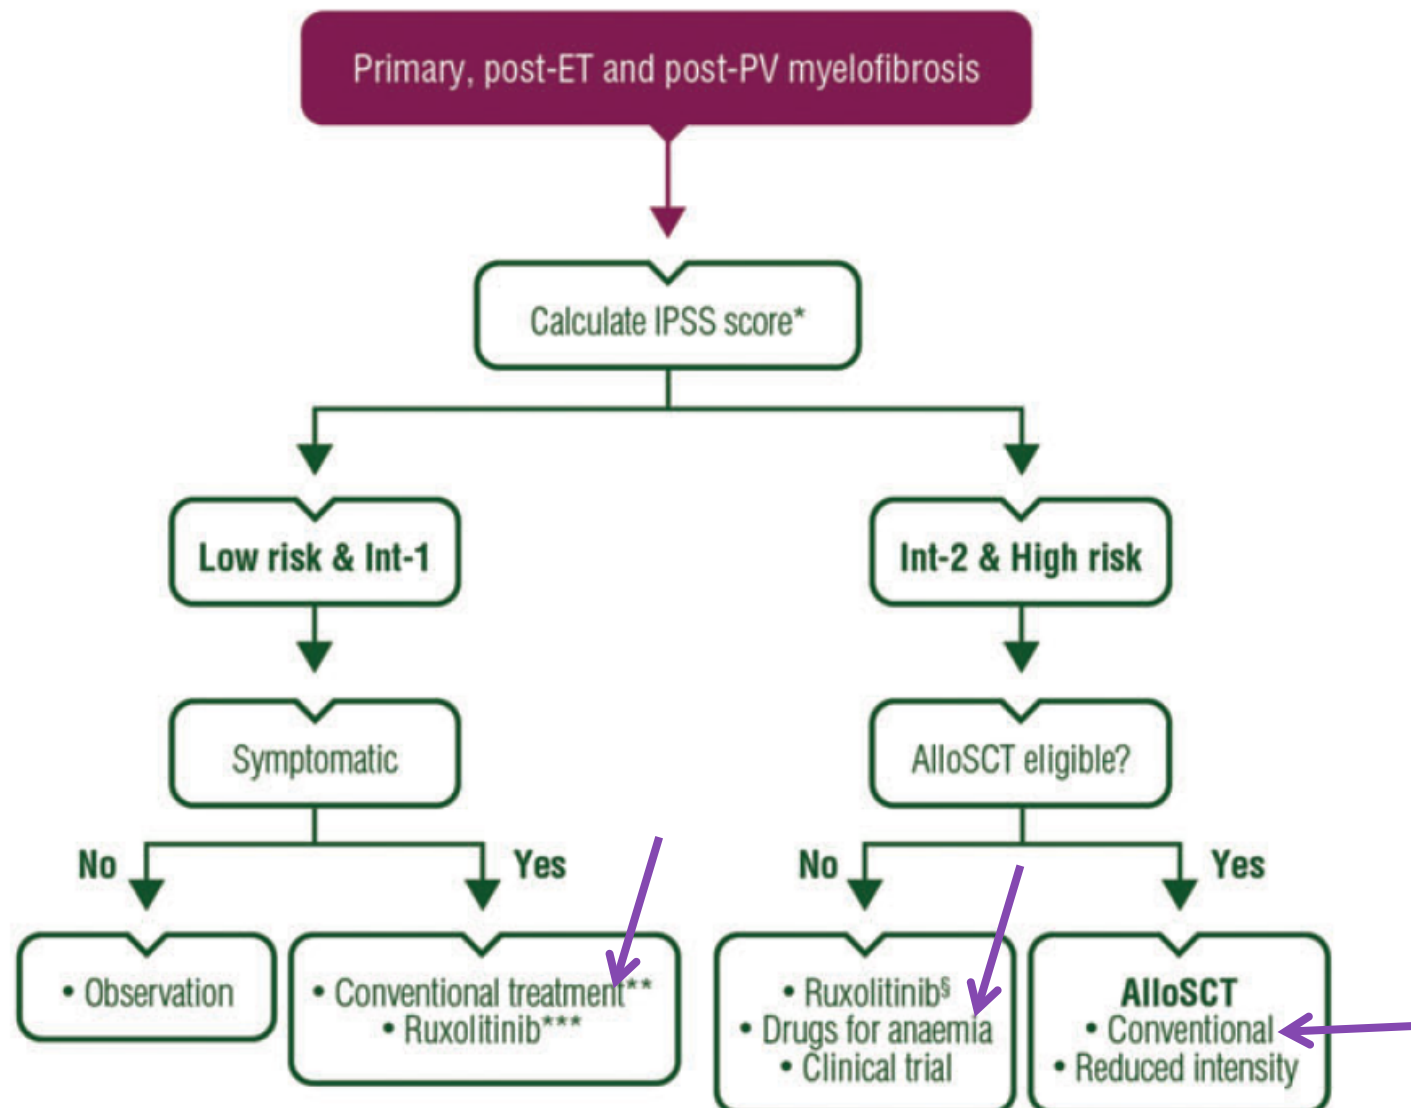 Primary, post-ET and post-PV myelofibrosis
Calculate IPSS score*
Low risk & Int-1
Int-2 & High risk
Symptomatic
AlloSCT eligible?
No
Yes
No
Yes
• Observation
• Conventional treatment**
• Ruxolitinib***
• Ruxolitinib§
• Drugs for anaemia
• Clinical trial
AlloSCT
• Conventional
• Reduced intensity